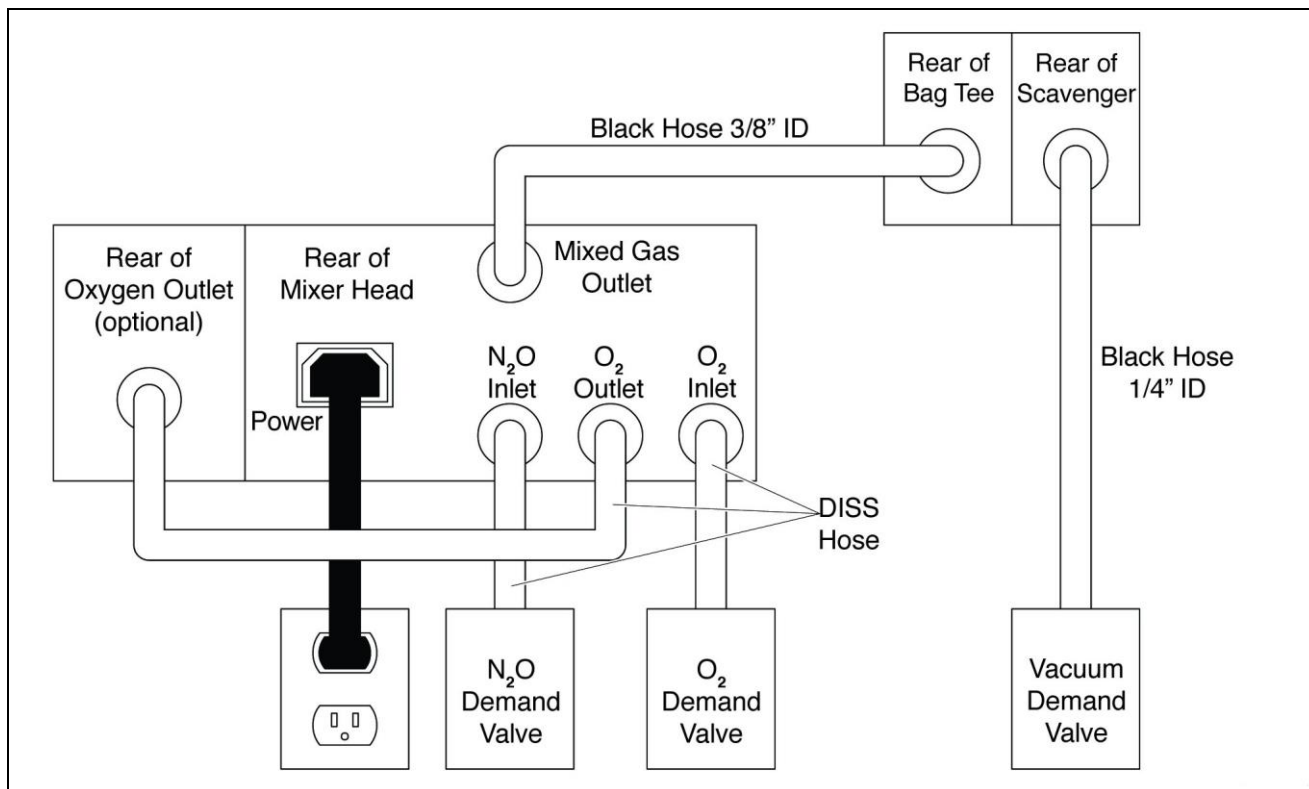 Rear of
Bag Tee
Rear of
Scavenger
Black Hose 3/8” ID
Rear of
Oxygen Outlet
(optional)
Rear of
Mixer Head
Mixed Gas
Outlet
N₂O
Inlet
O₂
Outlet
O₂
Inlet
Power
Black Hose
1/4” ID
DISS
Hose
N₂O
Demand
Valve
O₂
Demand
Valve
Vacuum
Demand
Valve